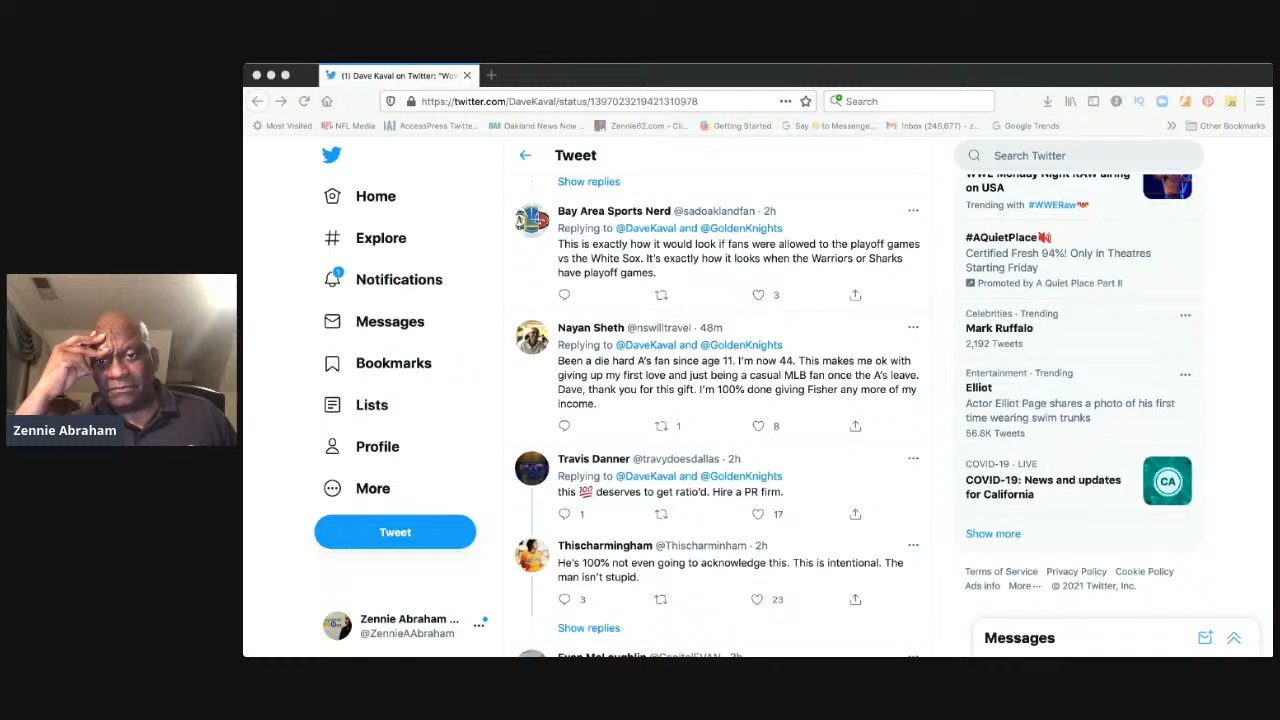 (1) Dave Kaval on Twitter: "Wow
https://twitter.com/DaveKaval/status/1397023219421310978
Search
Most Visited
NFL Media
AccessPress Twitte...
Oakland News Now ...
Zennie62.com - Cli...
Getting Started
Say 👋 to Messenge...
Inbox (246,677) - z...
Google Trends
Other Bookmarks
Home
Explore
1
Notifications
Messages
Bookmarks
Lists
Profile
More
Tweet
Zennie Abraham ...
@ZennieAAbraham
Zennie Abraham
Tweet
Show replies
Bay Area Sports Nerd @sadoaklandfan · 2h
Replying to @DaveKaval and @GoldenKnights
This is exactly how it would look if fans were allowed to the playoff games
vs the White Sox. It's exactly how it looks when the Warriors or Sharks
have playoff games.
3
Nayan Sheth @nswilltravel · 48m
Replying to @DaveKaval and @GoldenKnights
Been a die hard A's fan since age 11. I'm now 44. This makes me ok with
giving up my first love and just being a casual MLB fan once the A's leave.
Dave, thank you for this gift. I'm 100% done giving Fisher any more of my
income.
1 8
Travis Danner @travydoesdallas · 2h
Replying to @DaveKaval and @GoldenKnights
this 💯 deserves to get ratio'd. Hire a PR firm.
1 17
Thischarmingham @Thischarminham · 2h
He's 100% not even going to acknowledge this. This is intentional. The
man isn't stupid.
3 23
Show replies
Search Twitter
on USA
Trending with #WWERaw
#AQuietPlace
Certified Fresh 94%! Only In Theatres
Starting Friday
Promoted by A Quiet Place Part II
Celebrities · Trending
Mark Ruffalo
2,192 Tweets
Entertainment · Trending
Elliot
Actor Elliot Page shares a photo of his first
time wearing swim trunks
56.8K Tweets
COVID-19 · LIVE
COVID-19: News and updates
for California
CA
Show more
Terms of Service Privacy Policy Cookie Policy
Ads info More··· © 2021 Twitter, Inc.
Messages